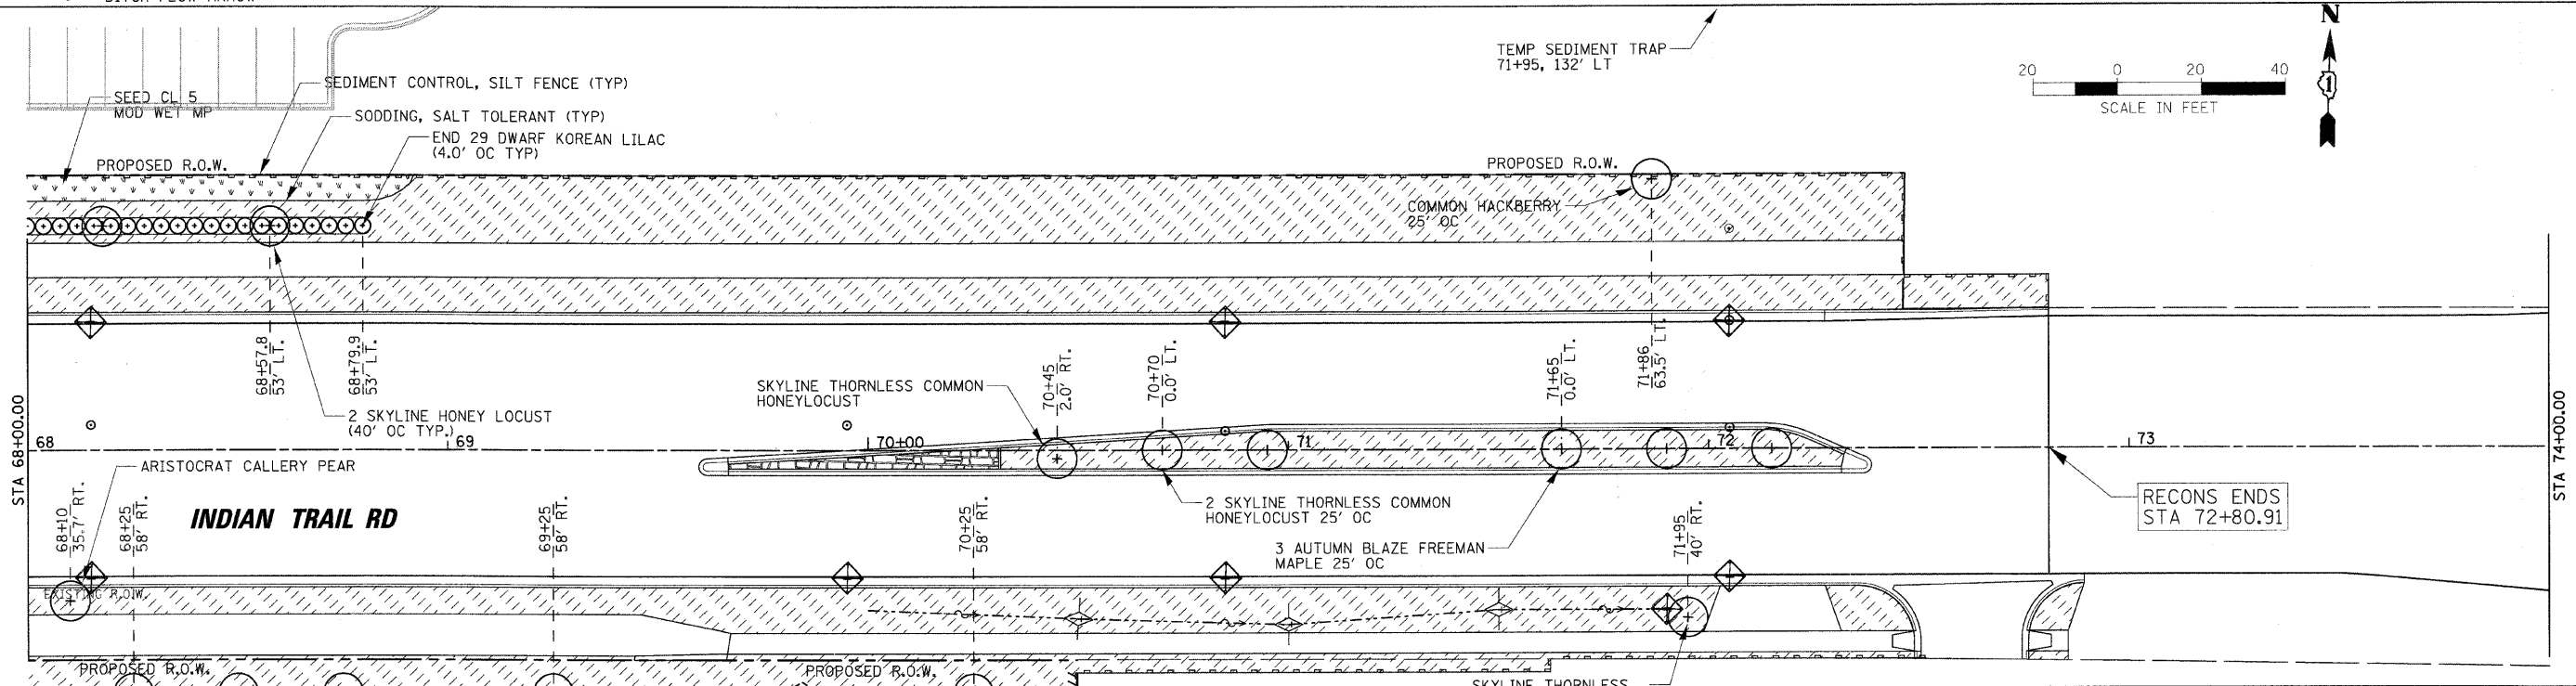 TEMP SEDIMENT TRAP
71+95, 132' LT
N
20 0 20 40
SCALE IN FEET
1
SEDIMENT CONTROL, SILT FENCE (TYP)
SEED CL 5
MOD WET MP
SODDING, SALT TOLERANT (TYP)
END 29 DWARF KOREAN LILAC
(4.0' OC TYP)
PROPOSED R.O.W.
PROPOSED R.O.W.
COMMON HACKBERRY
25' OC
68+57.8
53' LT.
68+79.9
53' LT.
2 SKYLINE HONEY LOCUST
(40' OC TYP.)
SKYLINE THORNLESS COMMON
HONEYLOCUST
70+45
2.0' RT.
70+70
0.0' LT.
71+65
0.0' LT.
71+86
63.5' LT.
STA 68+00.00
68
69
70+00
71
72
73
STA 74+00.00
ARISTOCRAT CALLERY PEAR
INDIAN TRAIL RD
68+10
35.7' RT.
68+25
58' RT.
69+25
58' RT.
70+25
58' RT.
2 SKYLINE THORNLESS COMMON
HONEYLOCUST 25' OC
3 AUTUMN BLAZE FREEMAN
MAPLE 25' OC
71+95
40' RT.
RECONS ENDS
STA 72+80.91
EXISTING R.O.W.
PROPOSED R.O.W.
PROPOSED R.O.W.
SKYLINE THORNLESS